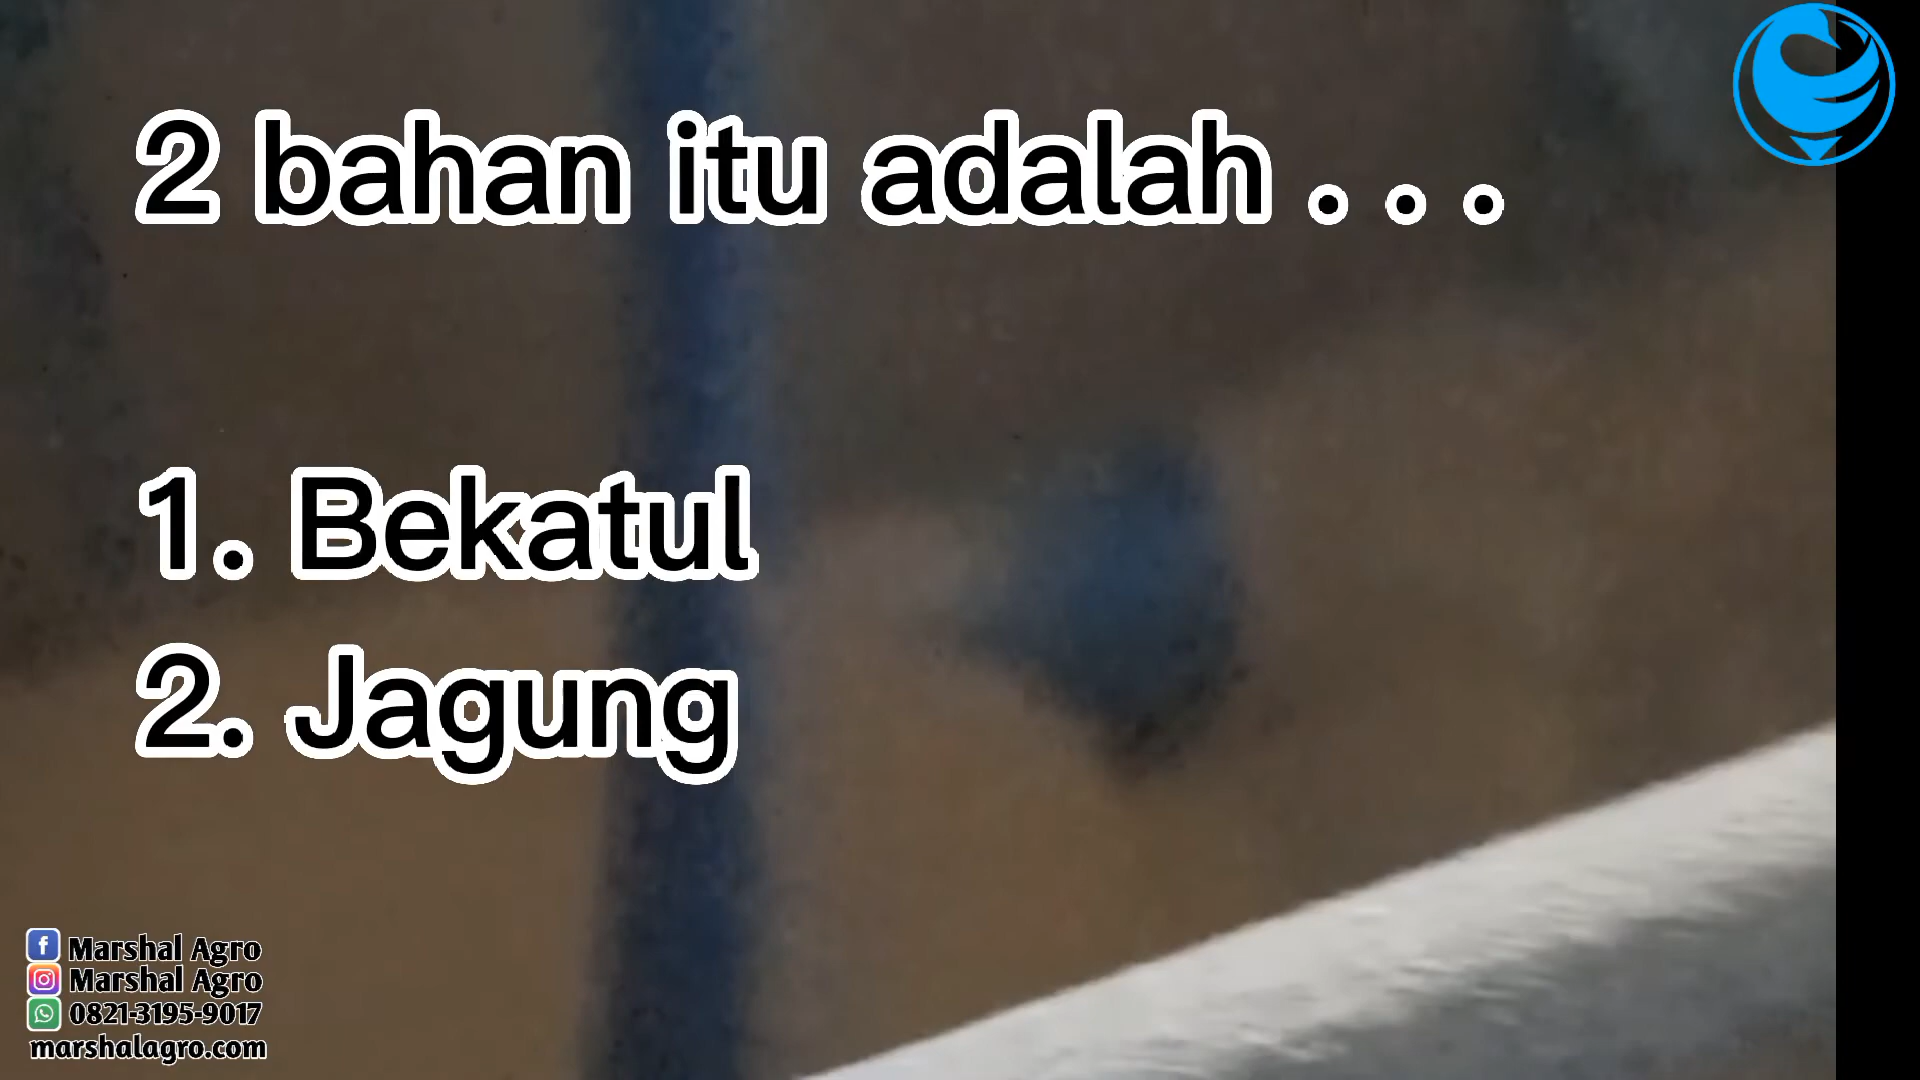 2 bahan itu adalah . . .
1. Bekatul
2. Jagung
Marshal Agro
Marshal Agro
0821-3195-9017
marshalagro.com